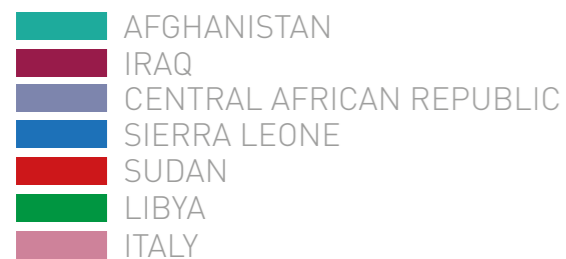 AFGHANISTAN
IRAQ
CENTRAL AFRICAN REPUBLIC
SIERRA LEONE
SUDAN
LIBYA
ITALY